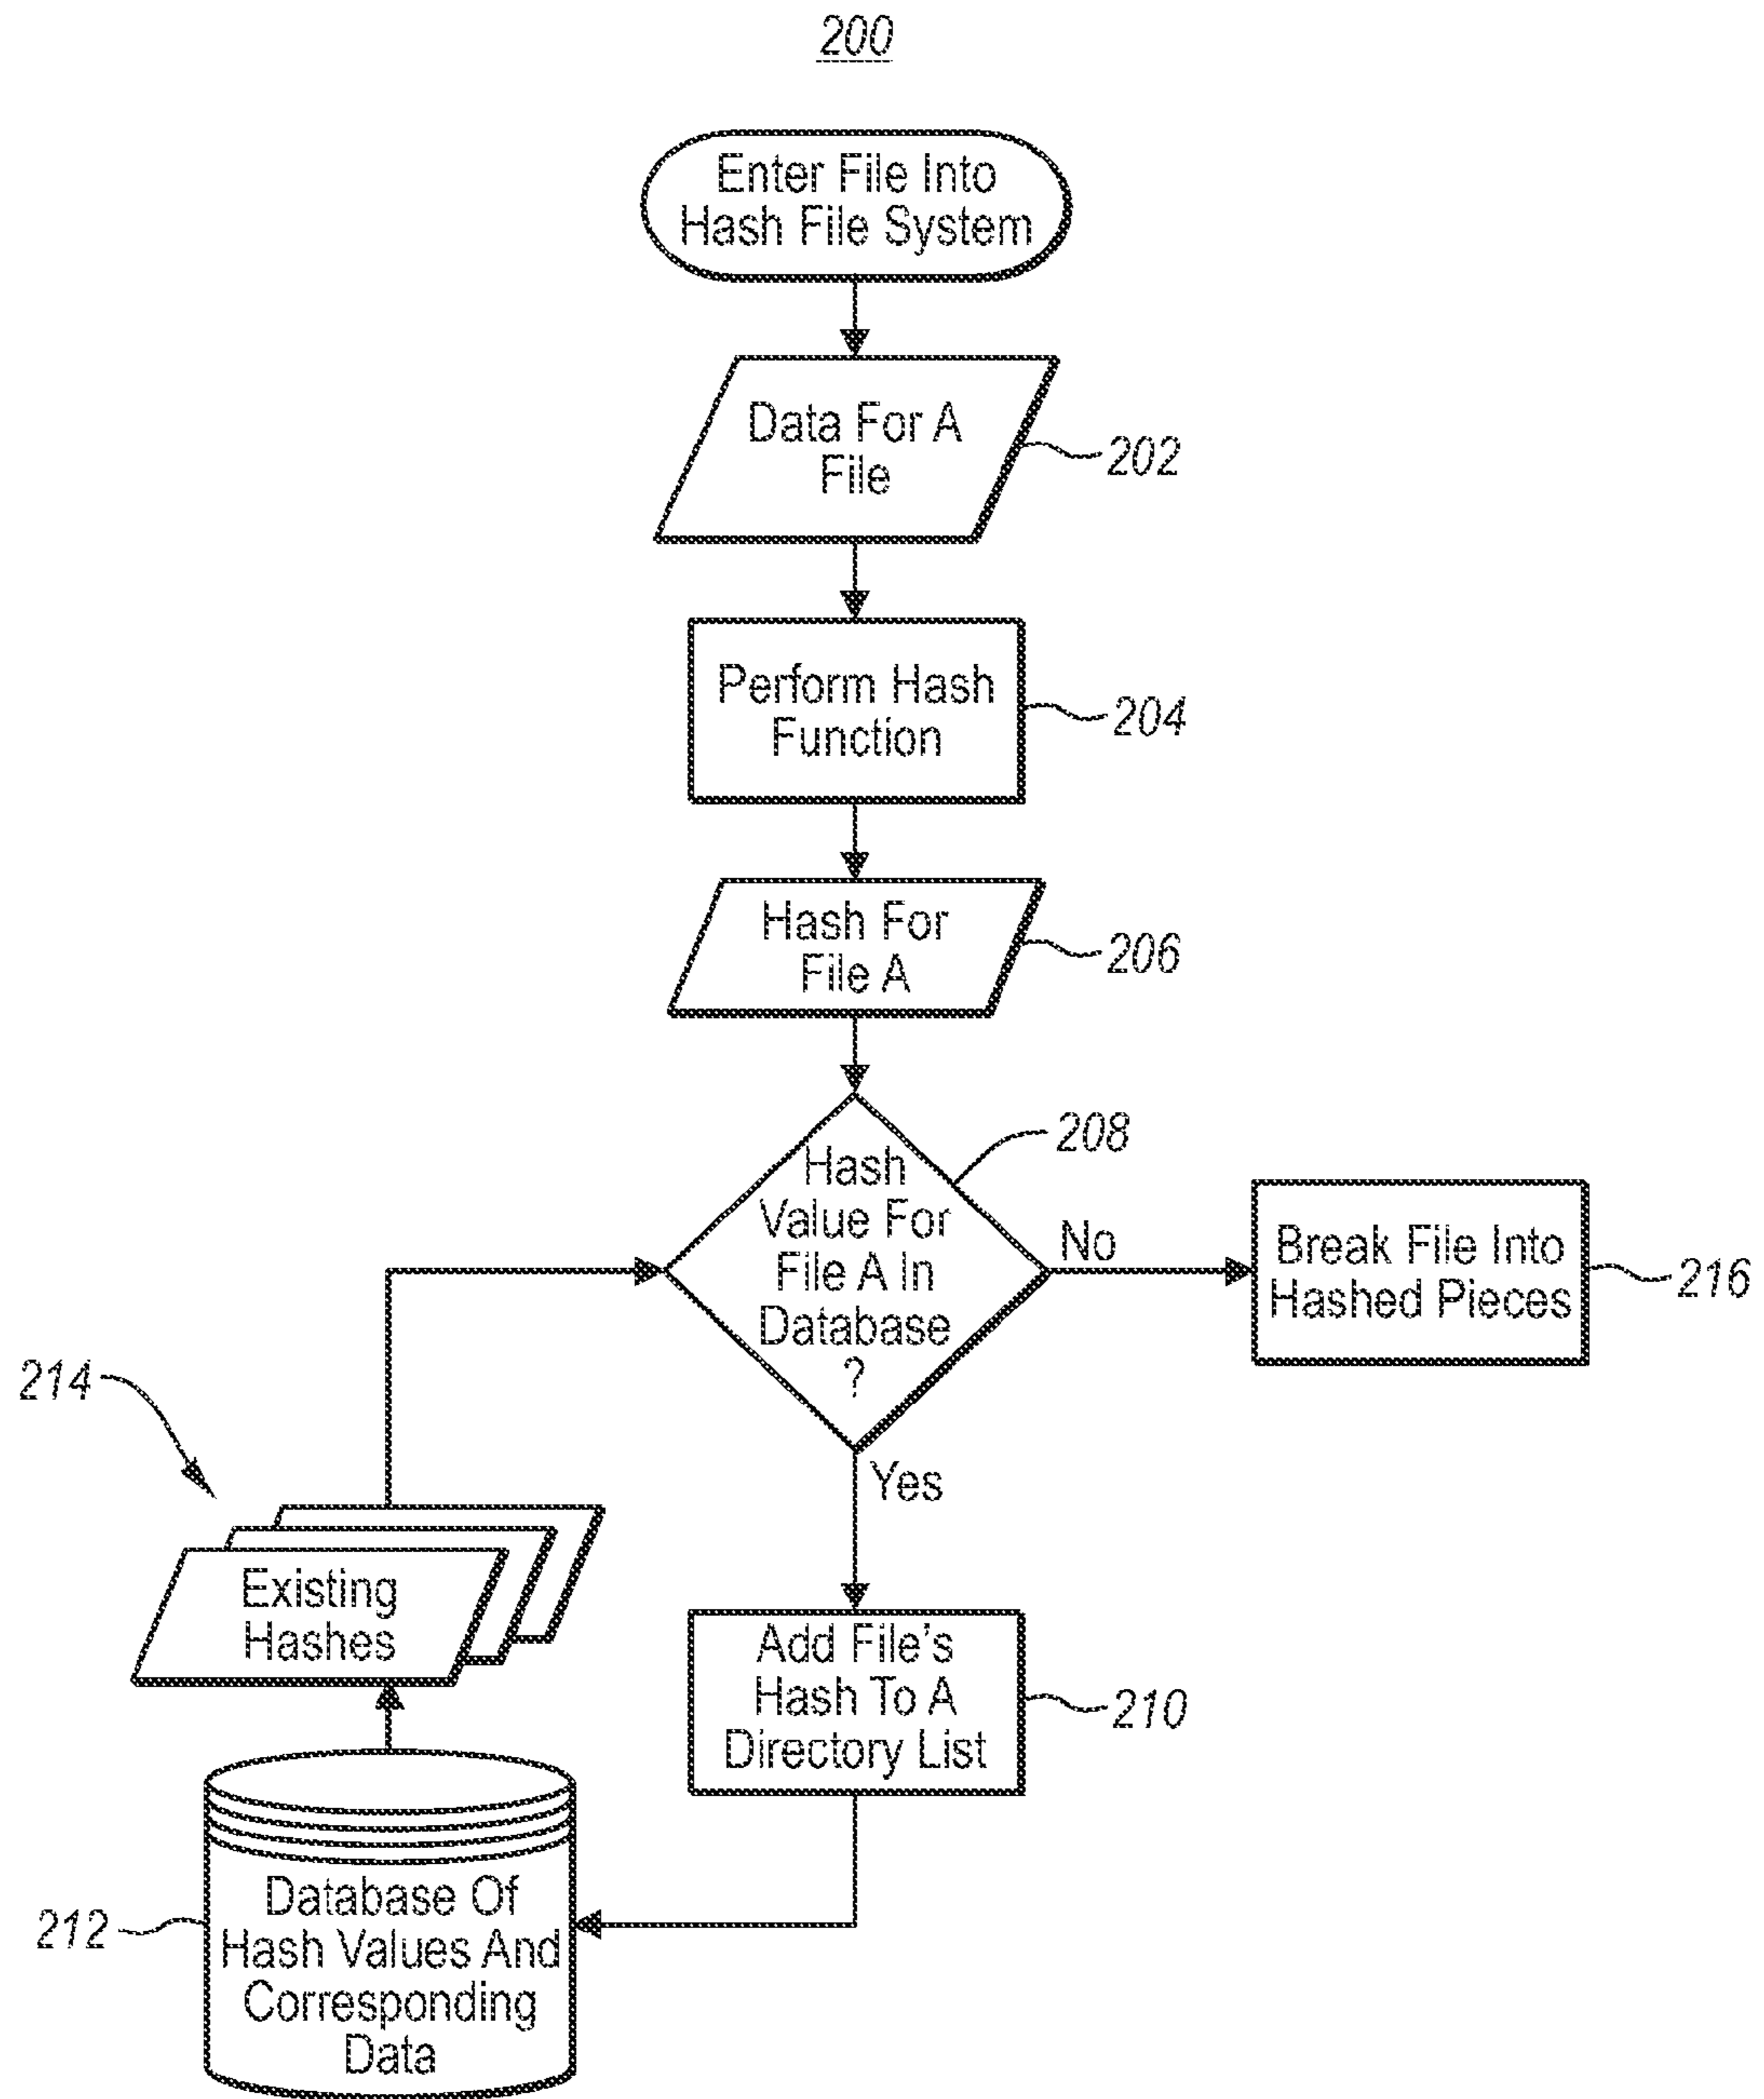 200
Enter File Into
Hash File System
Data For A
File
202
Perform Hash
Function
204
Hash For
File A
206
Hash
Value For
File A In
Database
?
208
No
Break File Into
Hashed Pieces
216
Yes
214
Existing
Hashes
Add File's
Hash To A
Directory List
210
212
Database Of
Hash Values And
Corresponding
Data